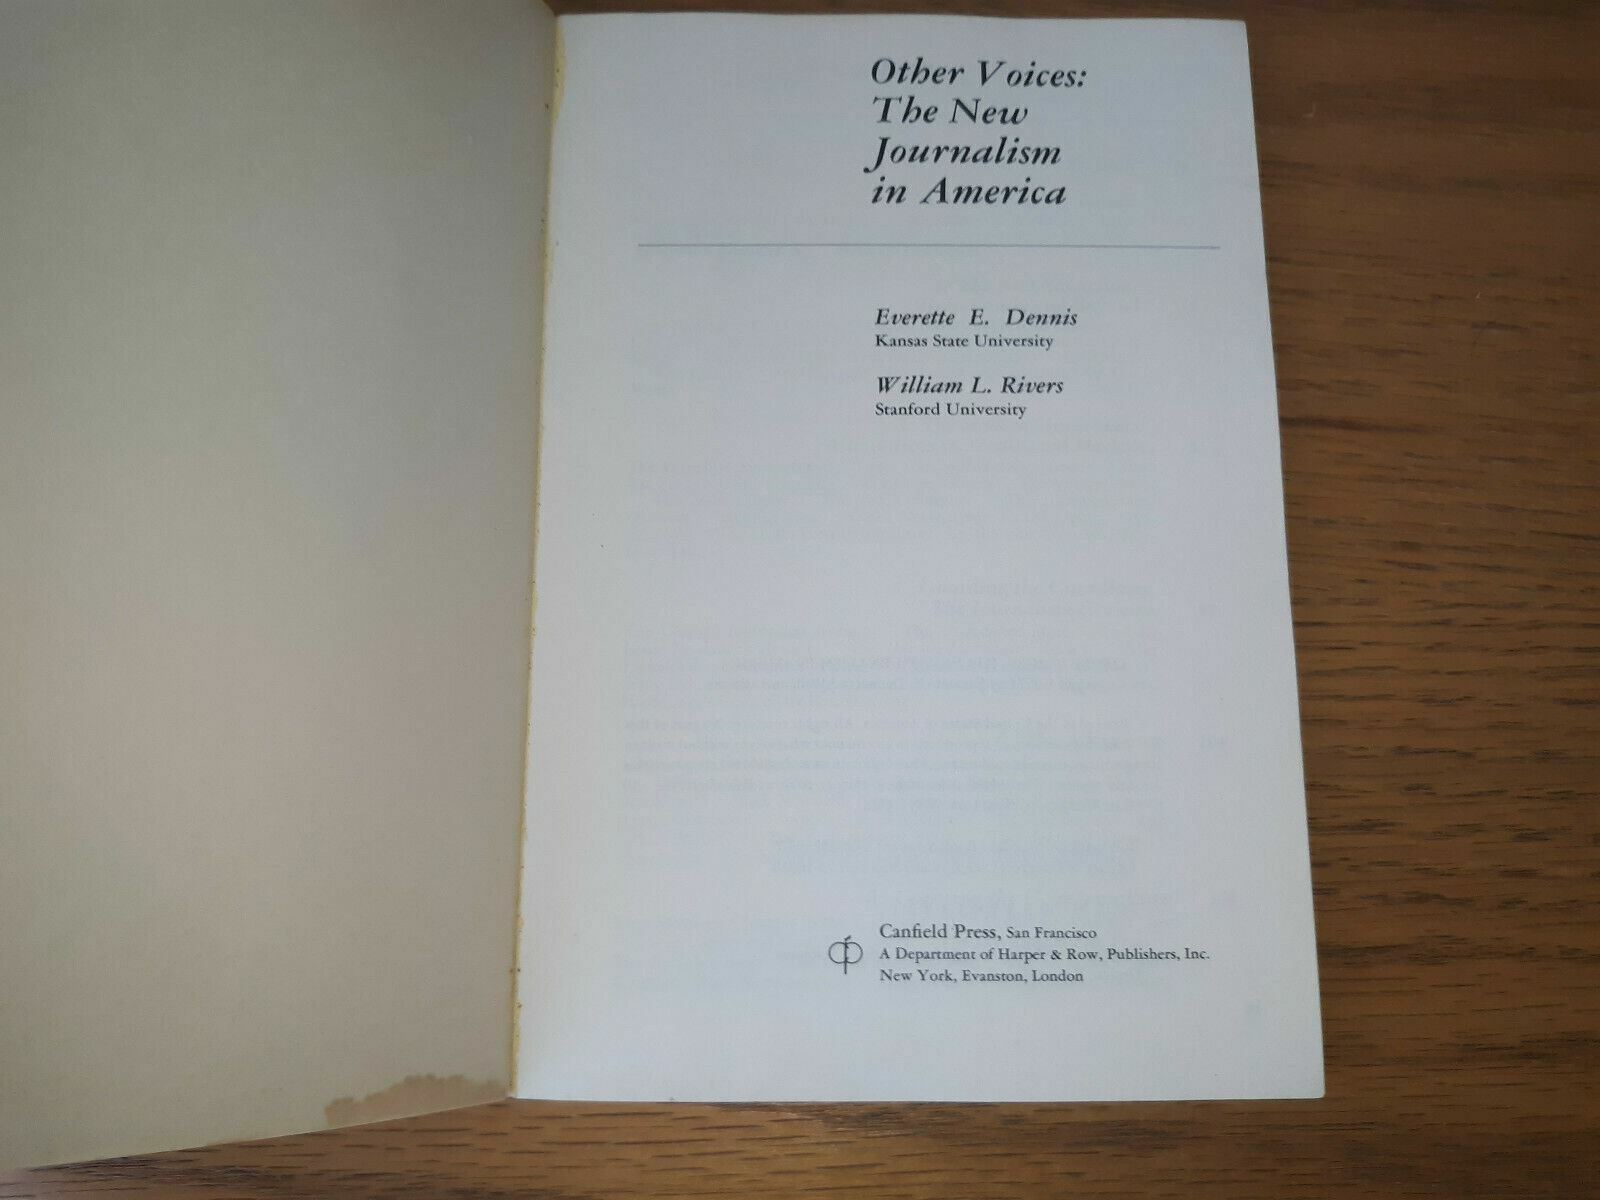 Other Voices:
The New
Journalism
in America
Everette E. Dennis
Kansas State University
William L. Rivers
Stanford University
Canfield Press, San Francisco
A Department of Harper & Row, Publishers, Inc.
New York, Evanston, London